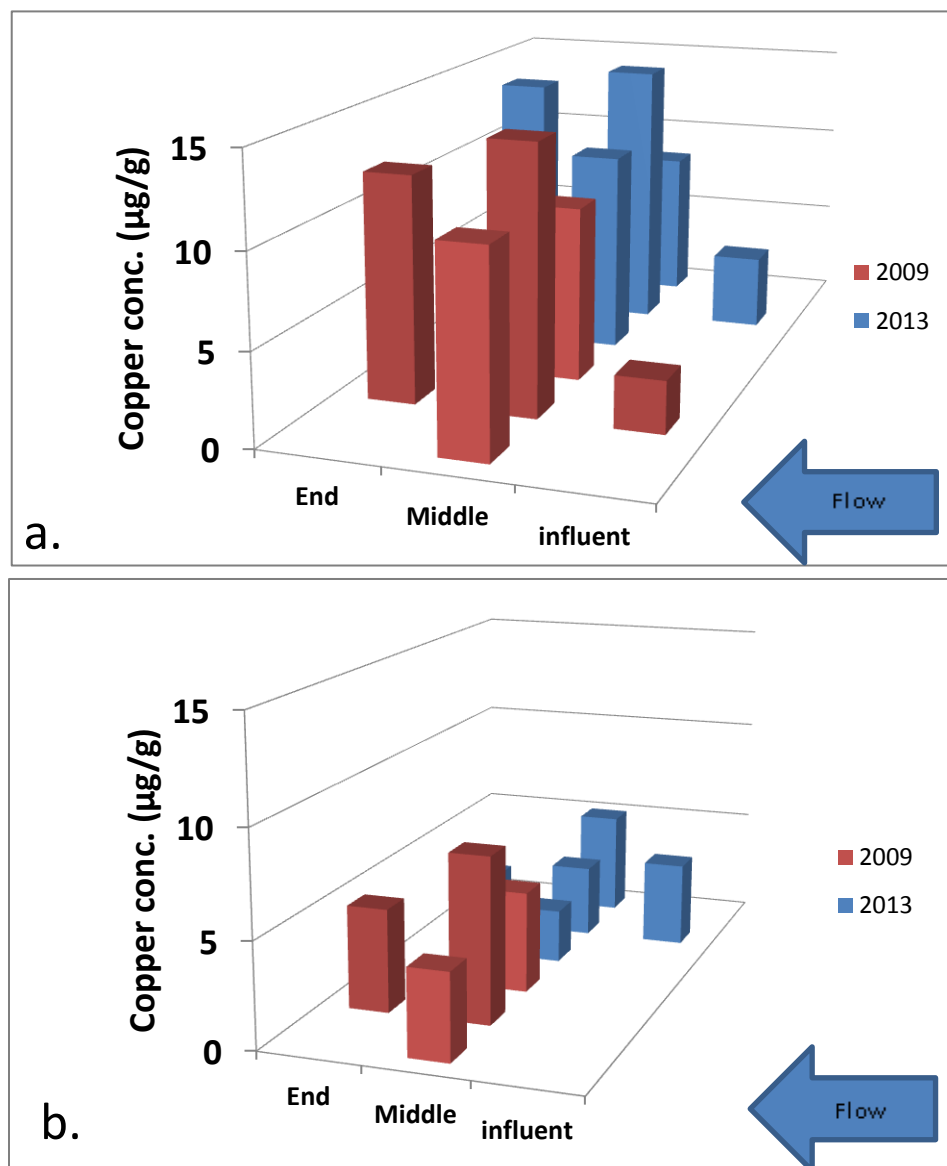 Copper conc. (µg/g)
15
10
5
0
End
Middle
influent
2009
2013
Flow
a.
Copper conc. (µg/g)
15
10
5
0
End
Middle
influent
2009
2013
Flow
b.